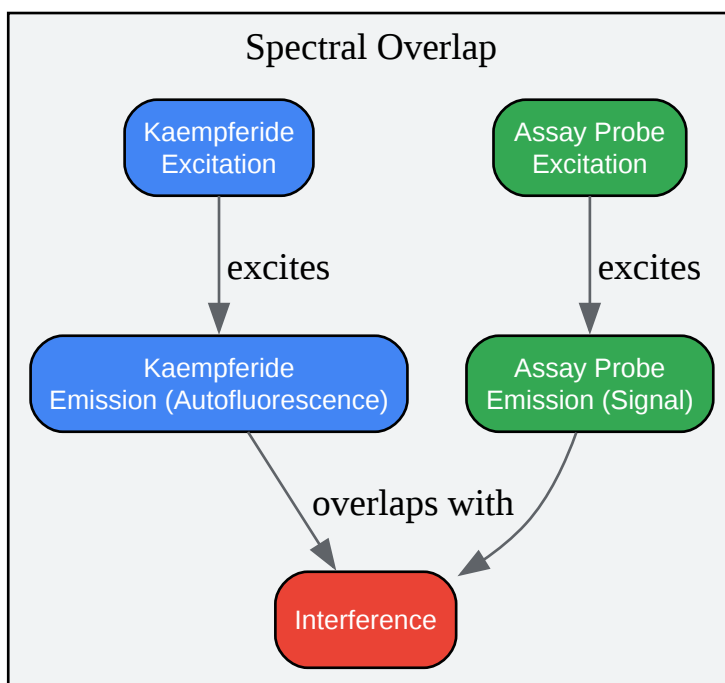 Spectral Overlap
Kaempferide
Excitation
Assay Probe
Excitation
excites
excites
Kaempferide
Emission (Autofluorescence)
Assay Probe
Emission (Signal)
overlaps with
Interference